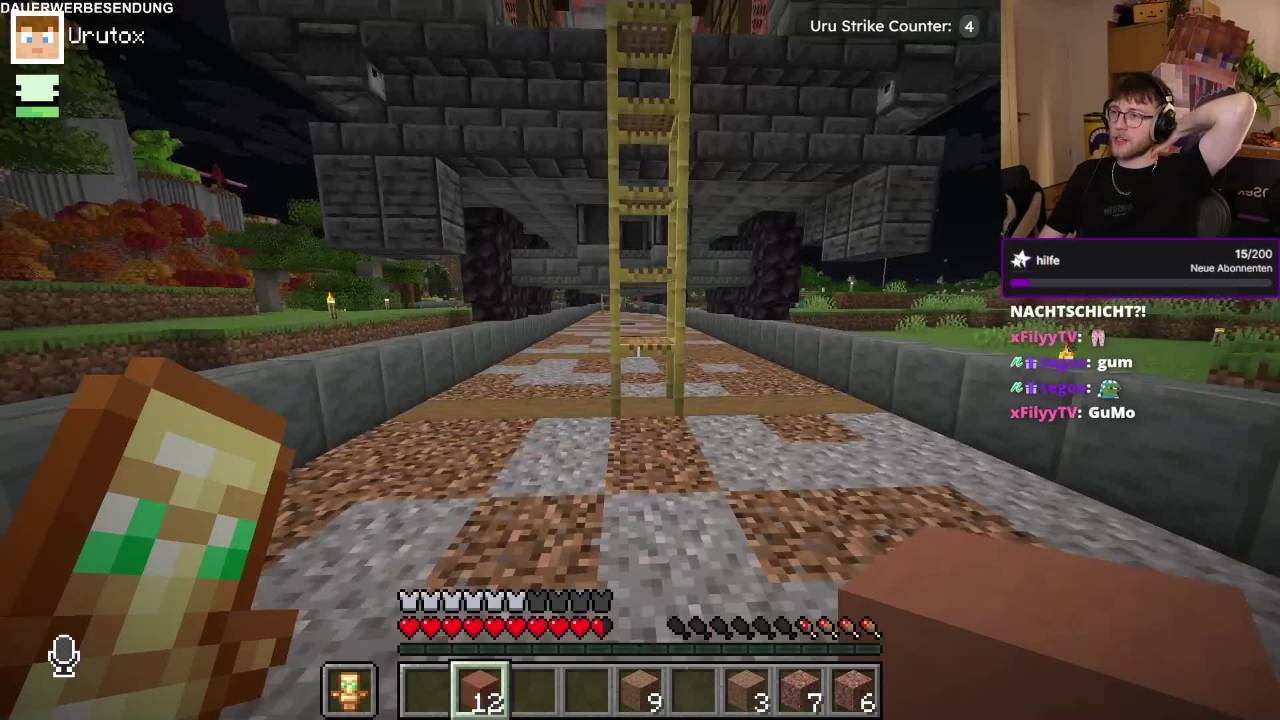 DAUERWERBESENDUNG
Urutox
Uru Strike Counter: 4
hilfe
15/200
Neue Abonnenten
NACHTSCHICHT?!
xFilyyTV:
: gum
:
xFilyyTV: GuMo
12
9
3
7
6